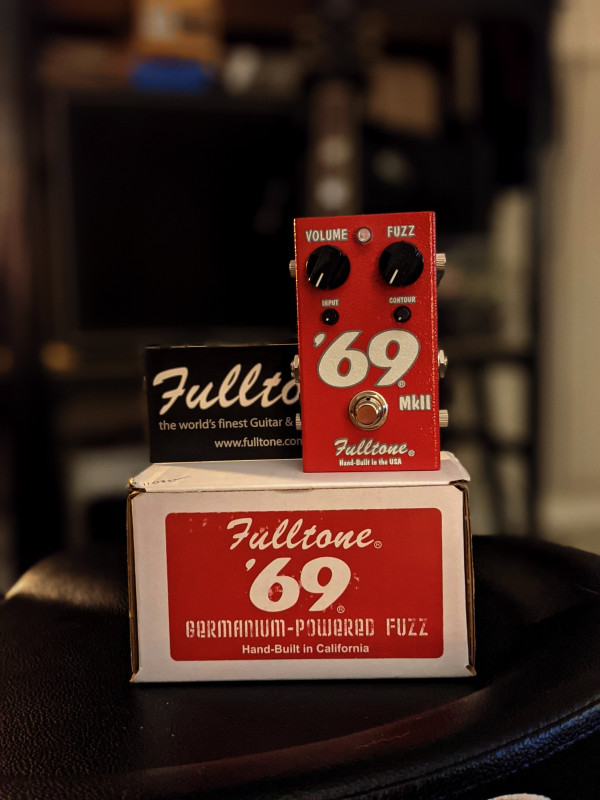 VOLUME FUZZ
INPUT CONTOUR
'69®
MkII
Fulltone®
Hand-Built in the USA
Fullto
the world's finest Guitar &
www.fulltone.com
Fulltone®
'69®
GERMANIUM-POWERED FUZZ
Hand-Built in California